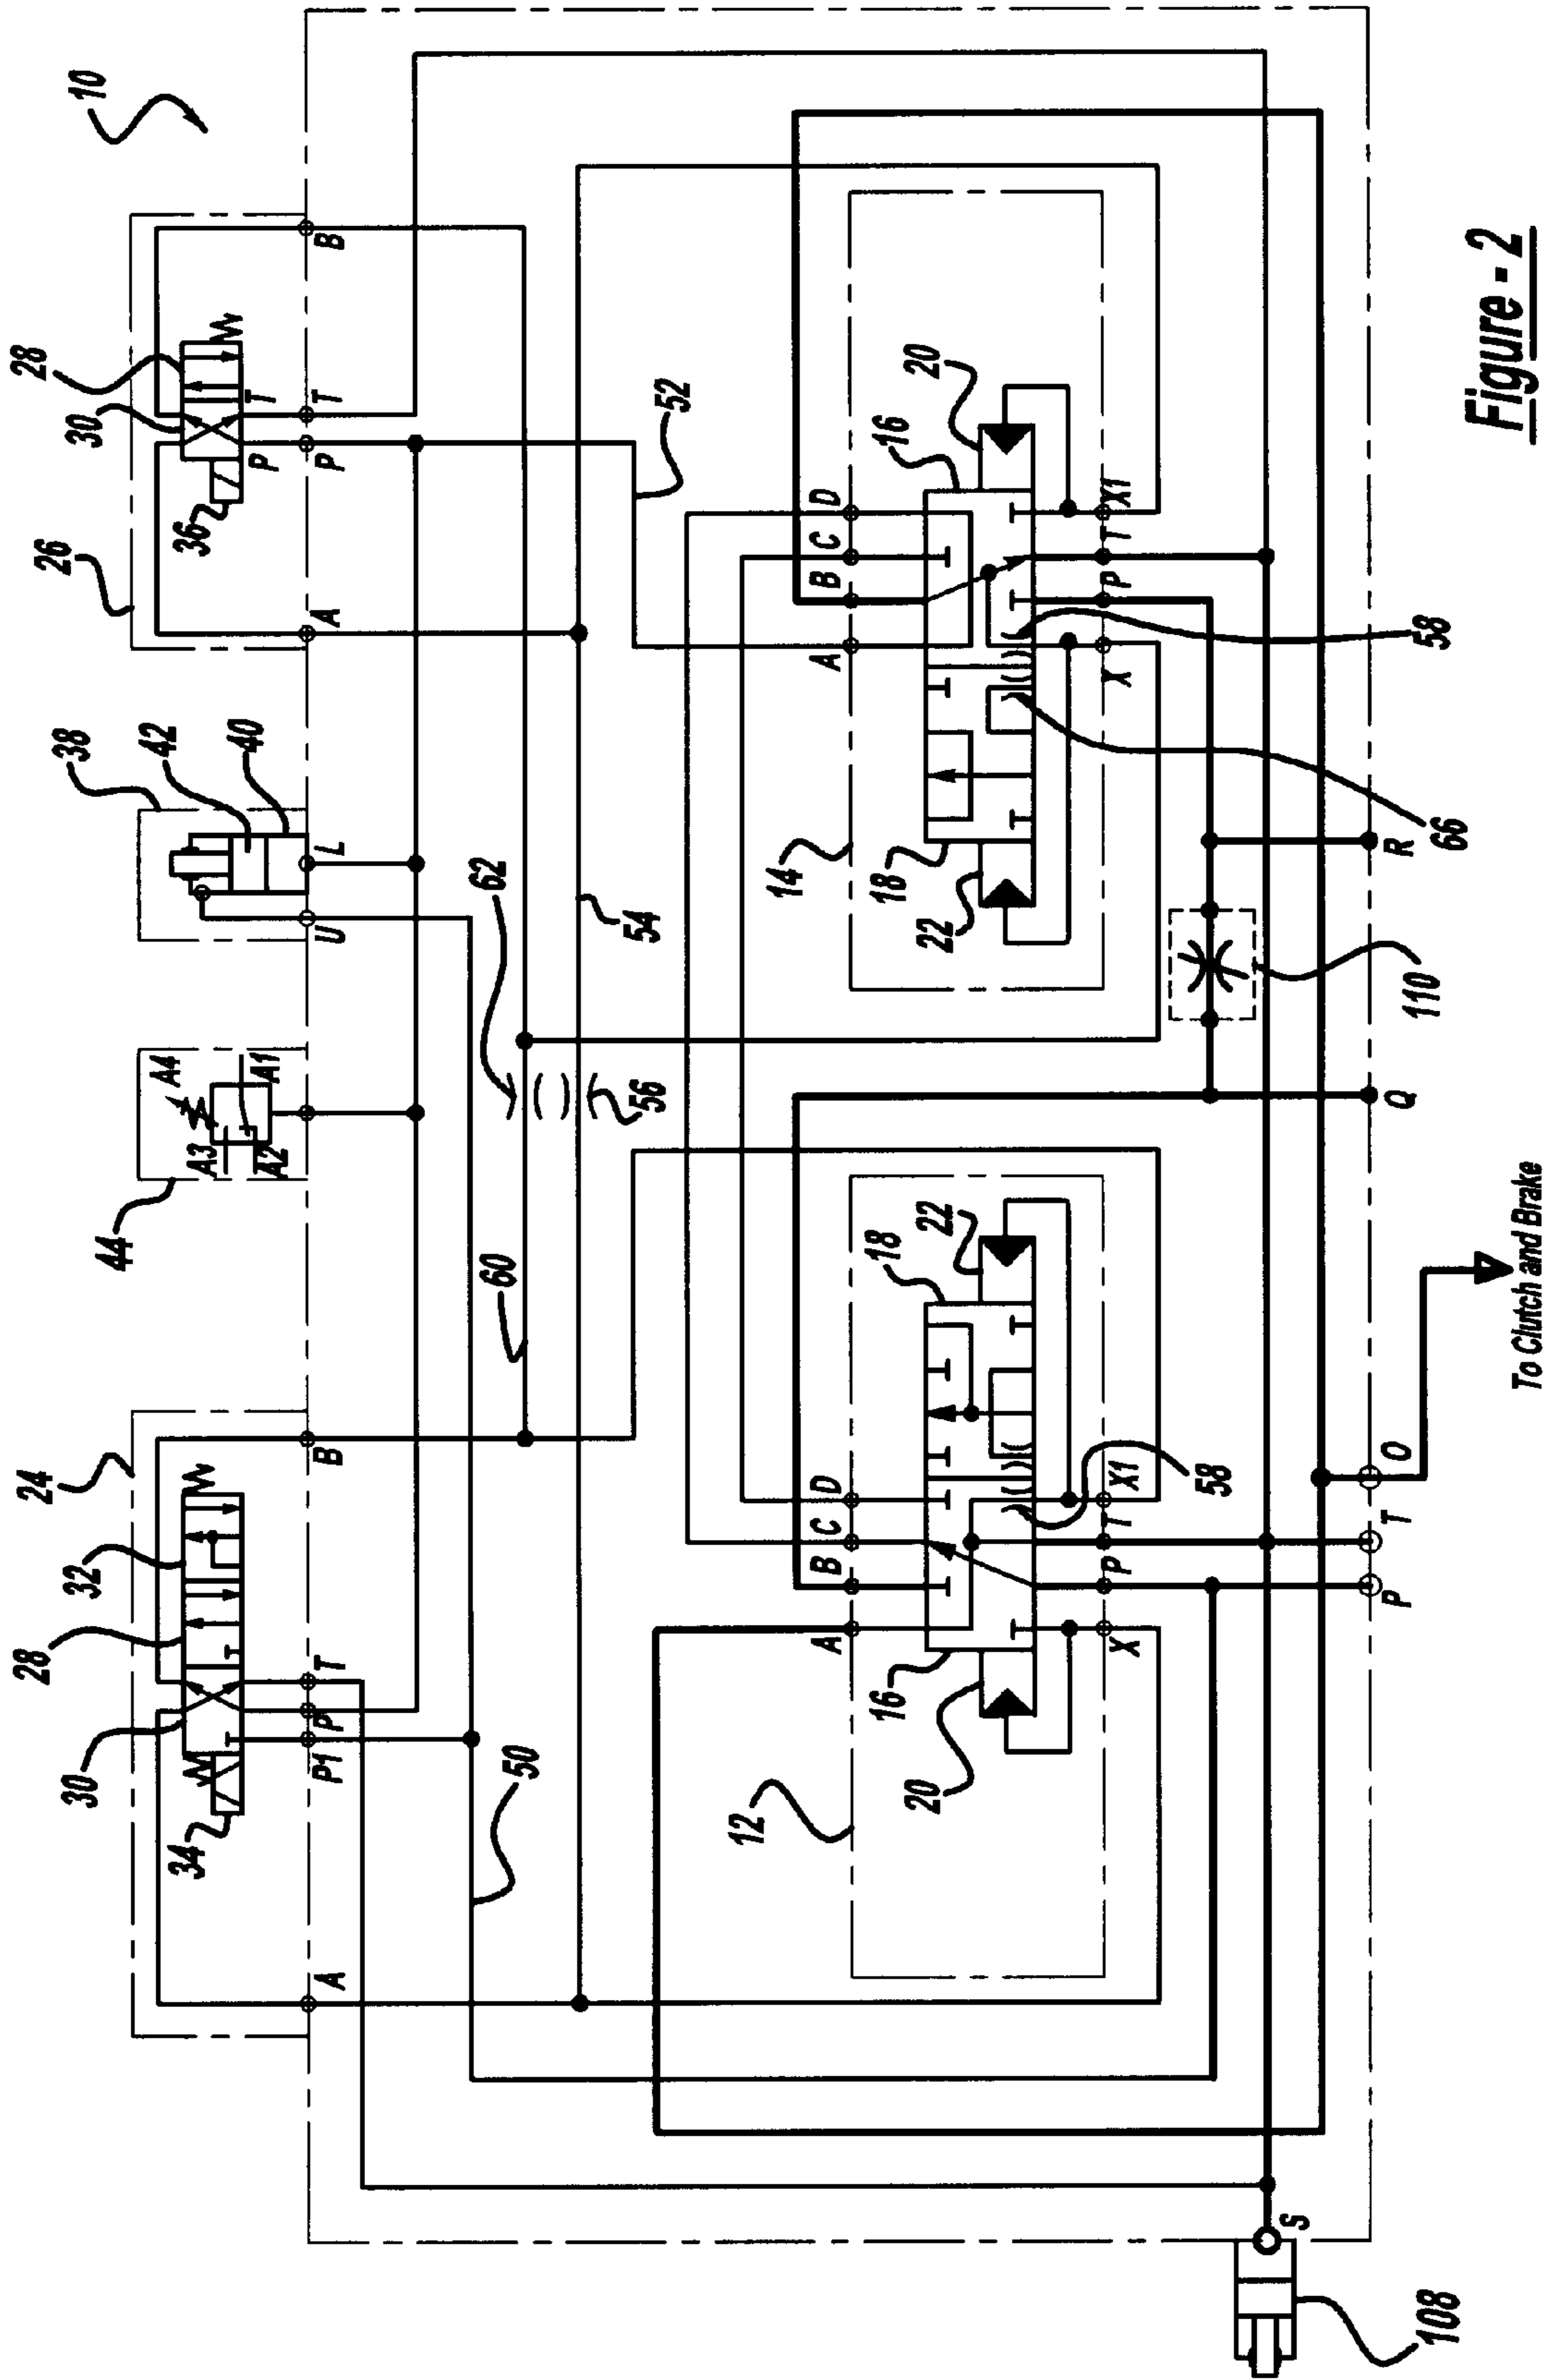 28 24 28
30 32 44 38 26 30 10
34 A3 A4 42 36
A2 A1 40 P T
A P1 P T B U L A P T B
50 60 62 52
56 54
12 14
A B C D A B C D
20 16 18 22 22 18 16 20
X P T X1 X P T X1
58
S 110 58
P T O Q R 66
108
To Clutch and Brake
Figure - 2